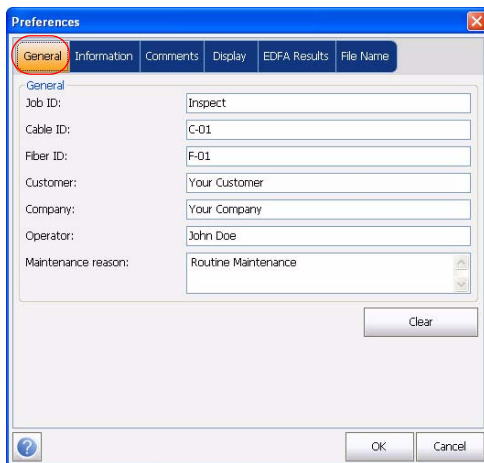 Preferences
General Information Comments Display EDFA Results File Name
General
Job ID: Inspect
Cable ID: C-01
Fiber ID: F-01
Customer: Your Customer
Company: Your Company
Operator: John Doe
Maintenance reason: Routine Maintenance
Clear
? OK Cancel